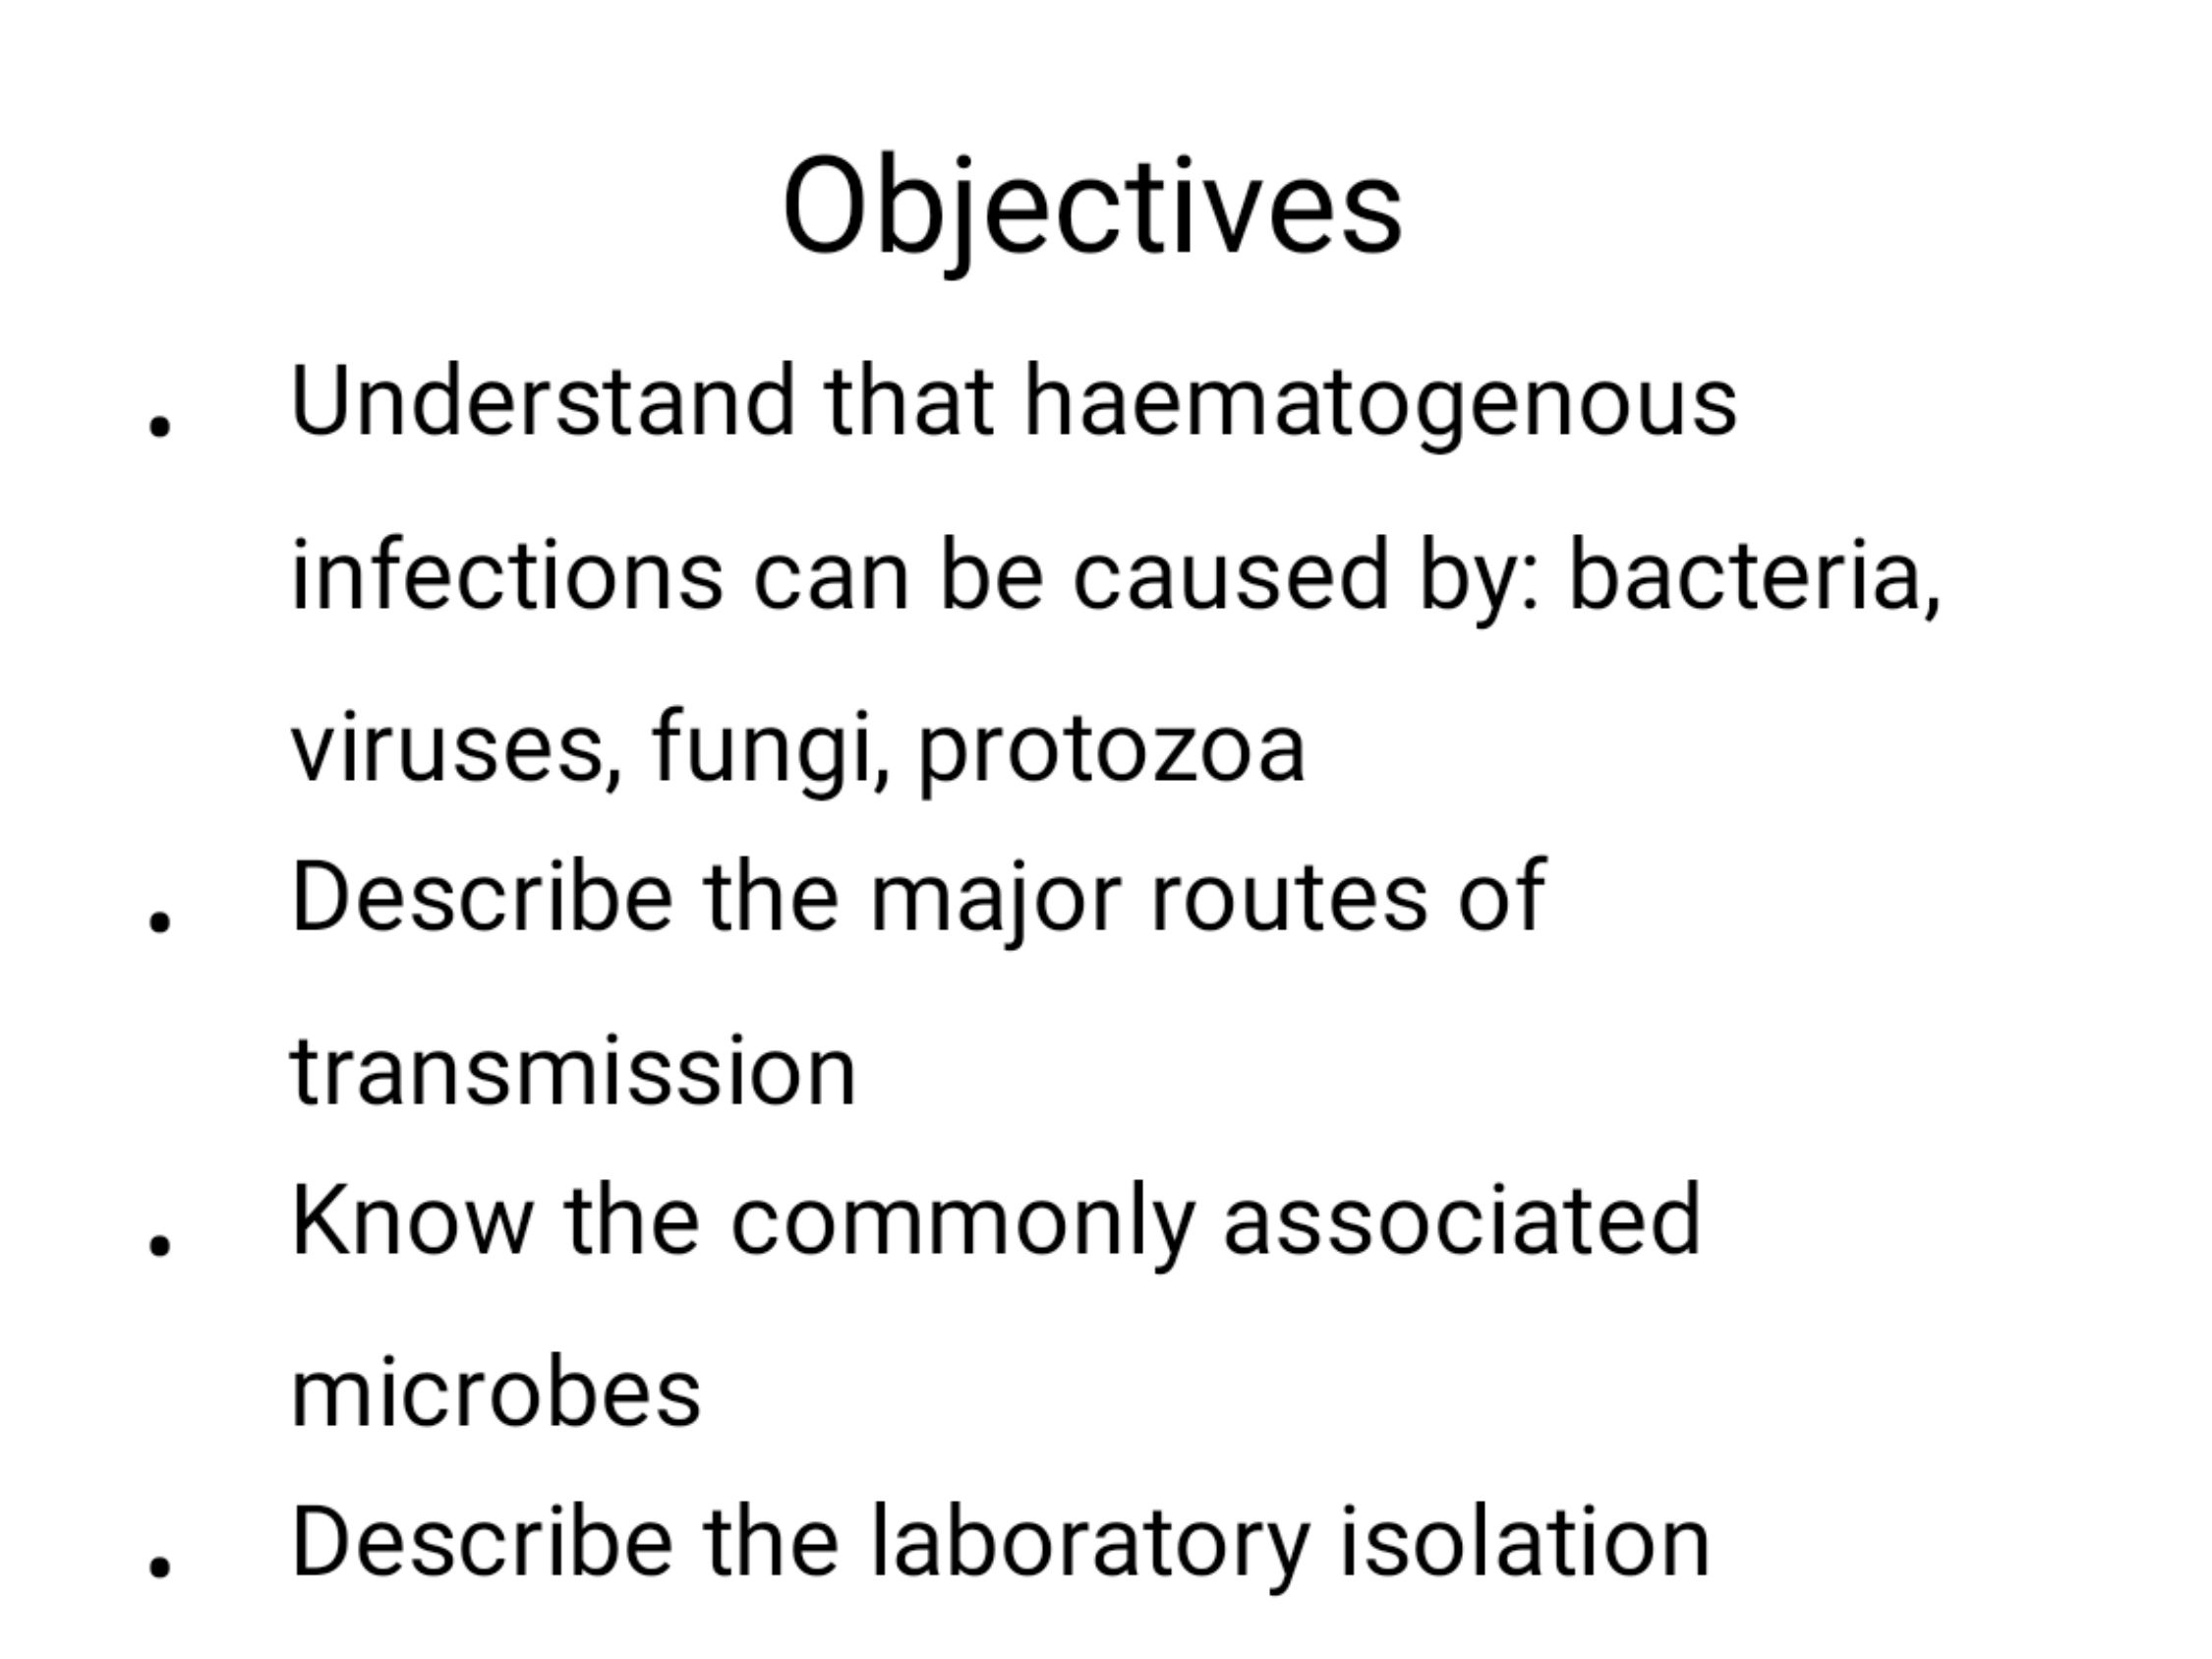 Objectives
. Understand that haematogenous
infections can be caused by: bacteria,
viruses, fungi, protozoa
. Describe the major routes of
transmission
. Know the commonly associated
microbes
. Describe the laboratory isolation